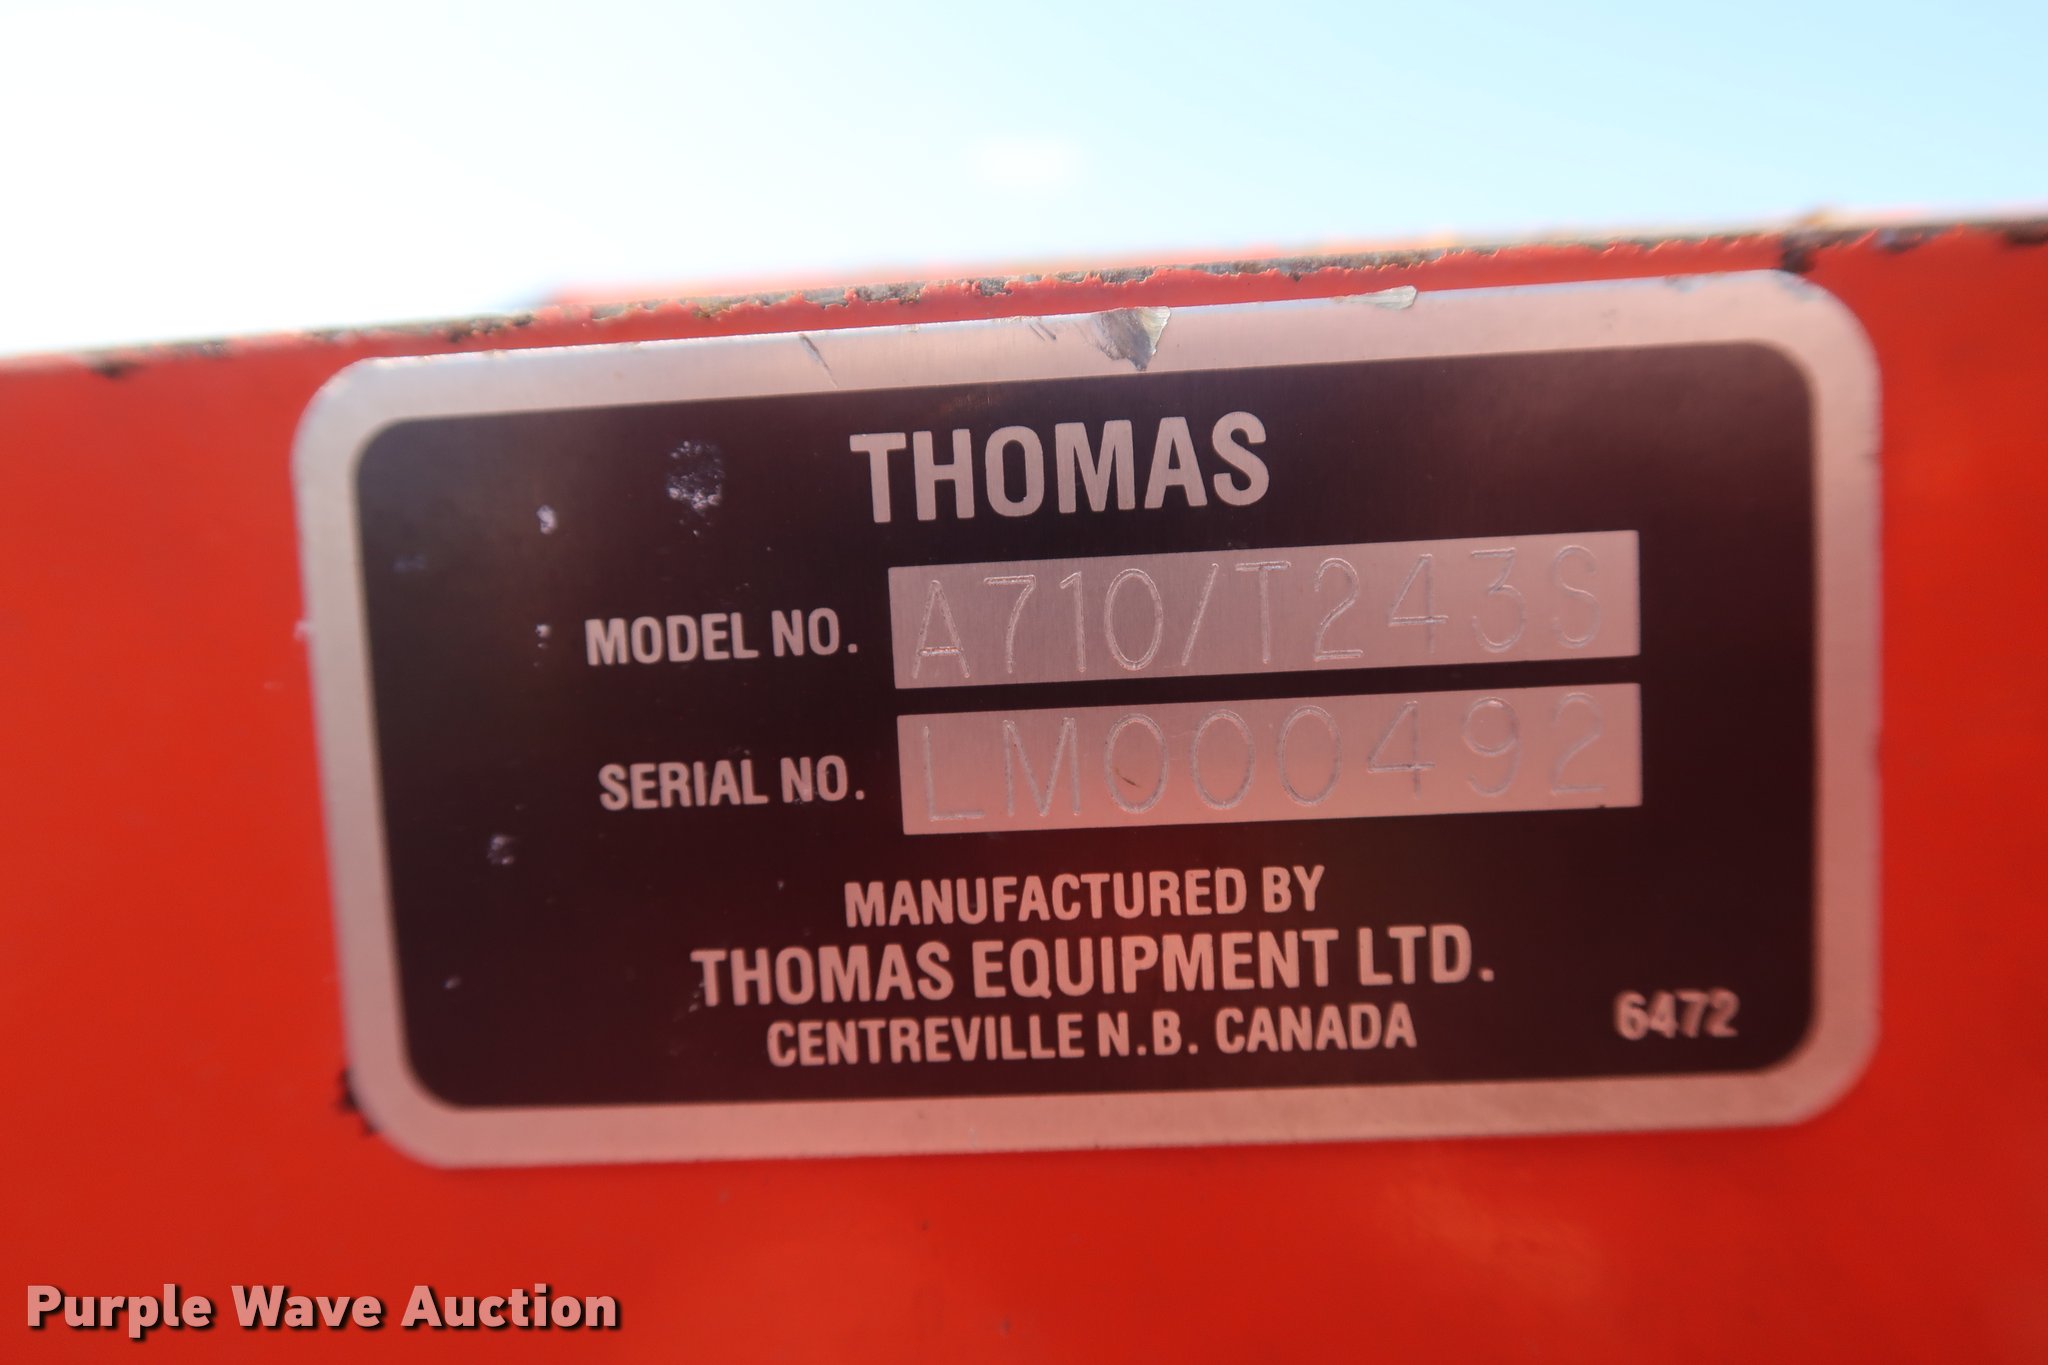 THOMAS
MODEL NO. A710/T243S
SERIAL NO. LM000492
MANUFACTURED BY
THOMAS EQUIPMENT LTD.
CENTREVILLE N.B. CANADA
6472
Purple Wave Auction